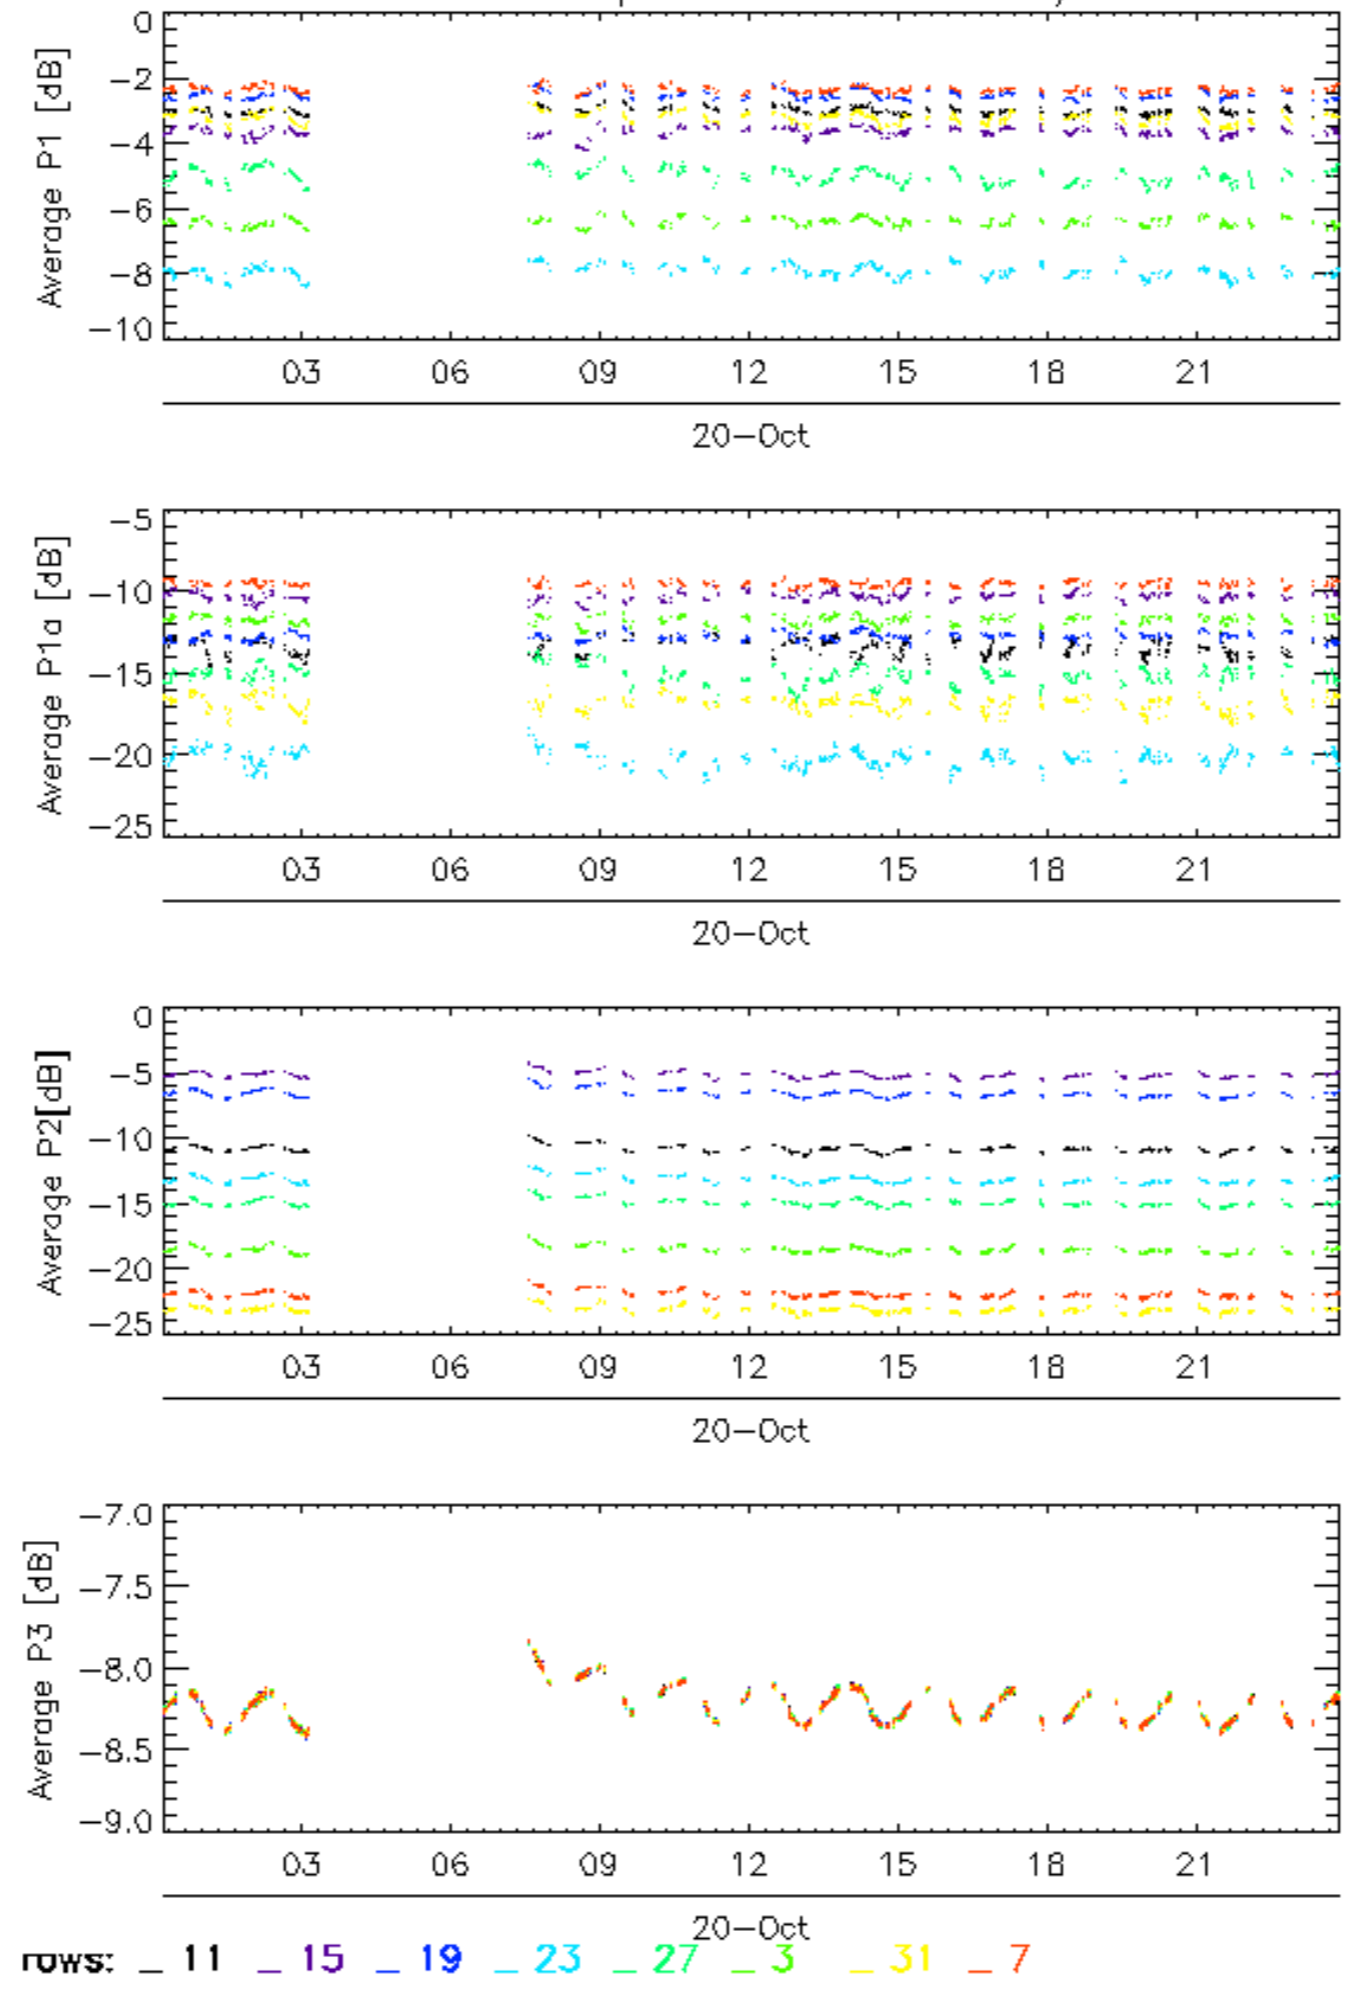 0
−2
−4
−6
−8
−10
Average P1 [dB]
03 06 09 12 15 18 21
20−Oct
−5
−10
−15
−20
−25
Average P1a [dB]
03 06 09 12 15 18 21
20−Oct
0
−5
−10
−15
−20
−25
Average P2[dB]
03 06 09 12 15 18 21
20−Oct
−7.0
−7.5
−8.0
−8.5
−9.0
Average P3 [dB]
03 06 09 12 15 18 21
20−Oct
rows: _ 11 _ 15 _ 19 _ 23 _ 27 _ 3 _ 31 _ 7